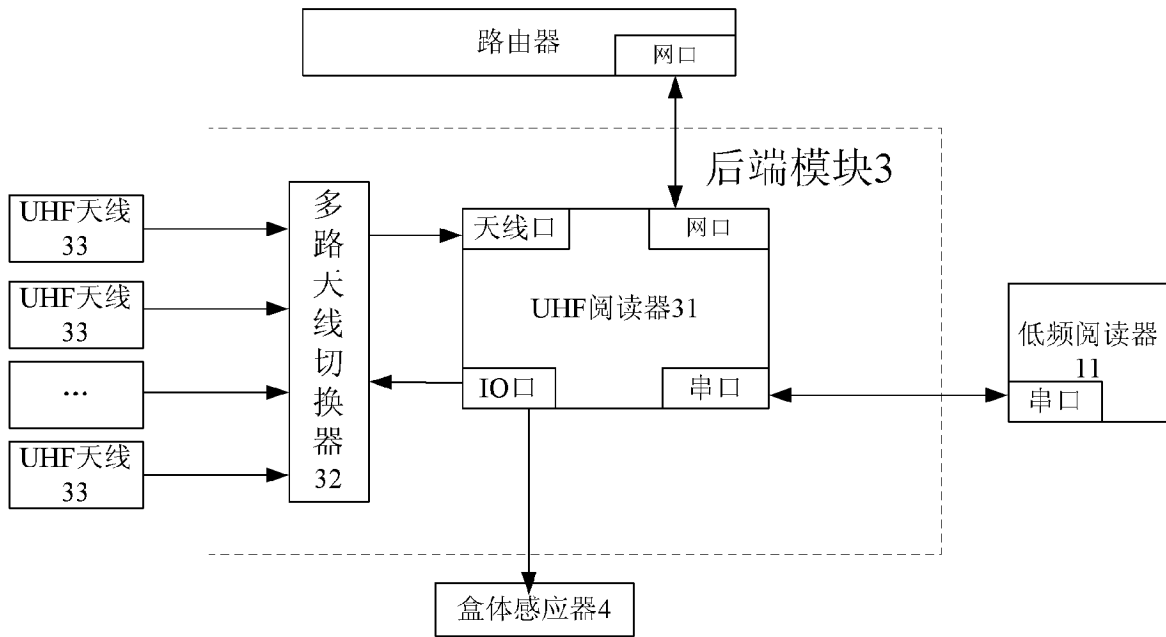 路由器
网口
后端模块3
UHF天线
33
UHF天线
33
...
UHF天线
33
多
路
天
线
切
换
器
32
天线口
网口
UHF阅读器31
IO口
串口
低频阅读器
11
串口
盒体感应器4